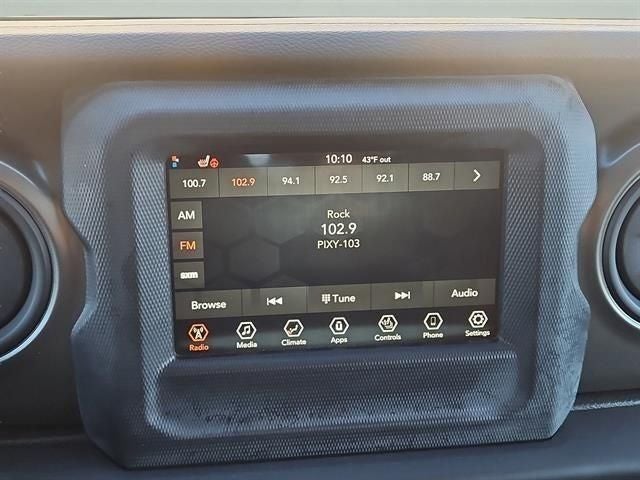 10:10 43°F out
100.7 102.9 94.1 92.5 92.1 88.7
AM
Rock
102.9
FM
PIXY-103
sxm
Browse Tune Audio
Radio Media Climate Apps Controls Phone Settings